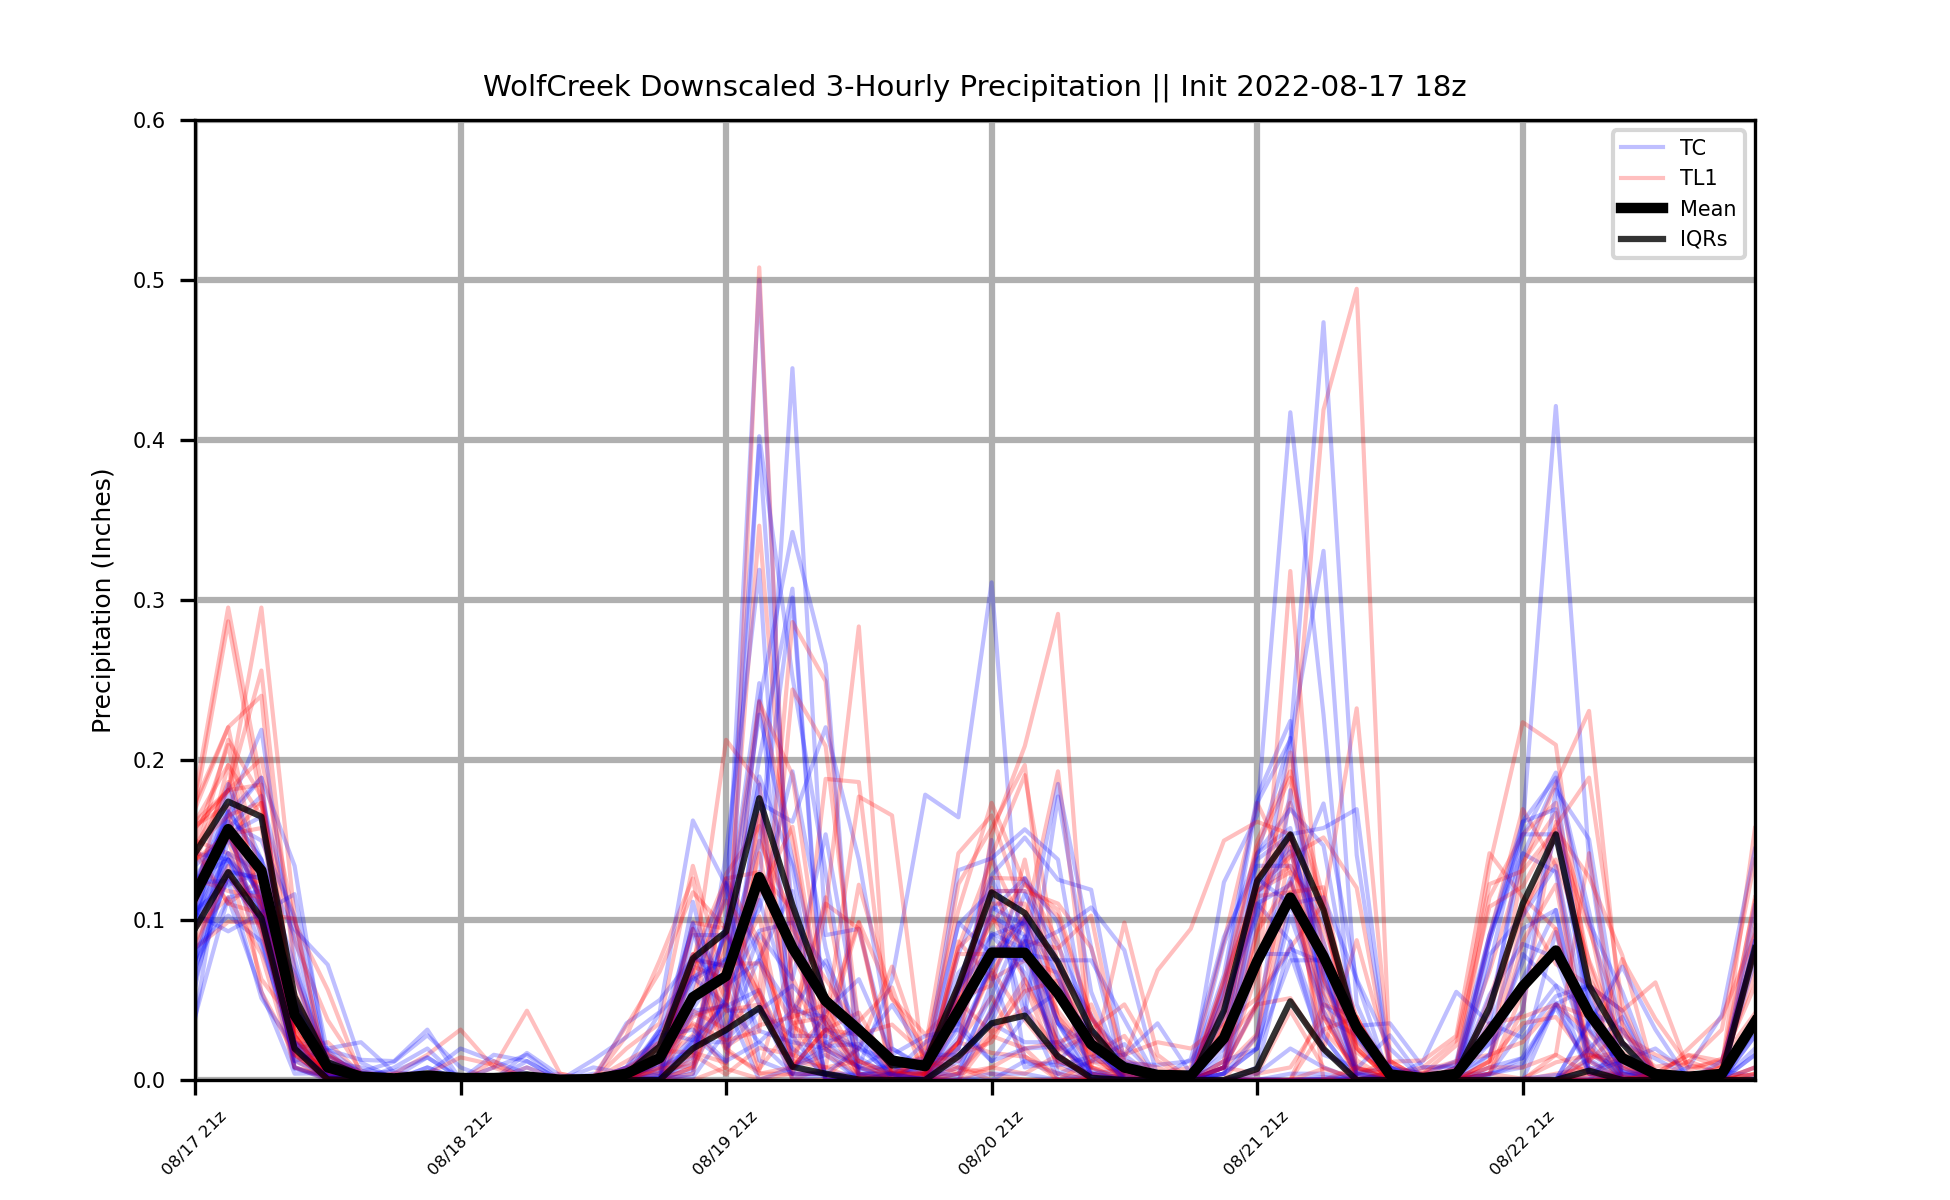 WolfCreek Downscaled 3-Hourly Precipitation || Init 2022-08-17 18z
Precipitation (Inches)
0.6
0.5
0.4
0.3
0.2
0.1
0.0
TC
TL1
Mean
IQRs
08/17 21z
08/18 21z
08/19 21z
08/20 21z
08/21 21z
08/22 21z